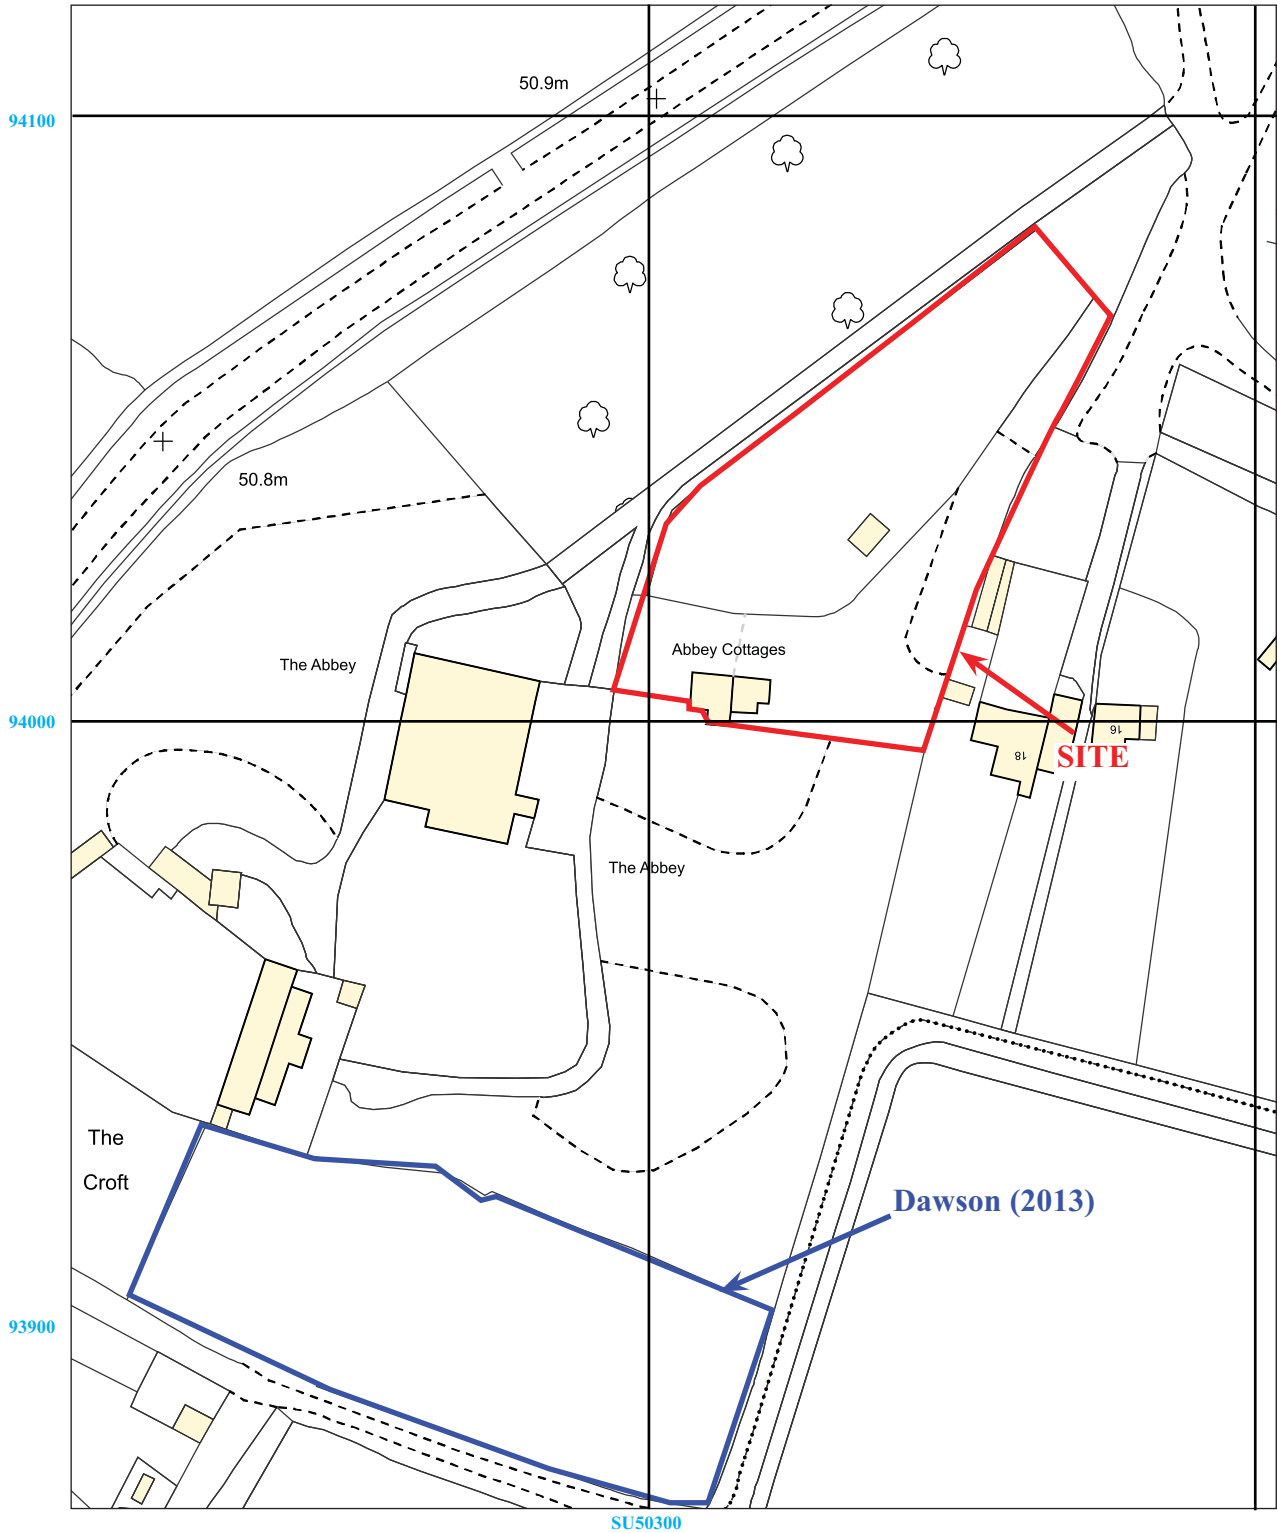 50.9m
94100
50.8m
Abbey Cottages
The Abbey
94000
16
18
SITE
The Abbey
The
Croft
Dawson (2013)
93900
SU50300